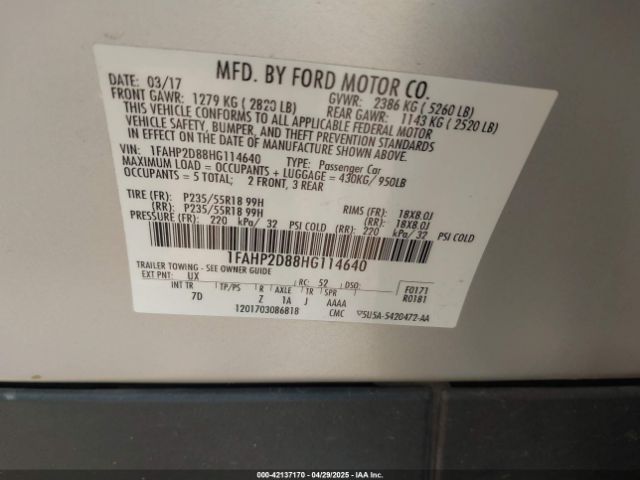 MFD. BY FORD MOTOR CO.
DATE: 03/17 GVWR: 2386 KG ( 5260 LB)
FRONT GAWR: 1279 KG ( 2820 LB) REAR GAWR: 1143 KG ( 2520 LB)
THIS VEHICLE CONFORMS TO ALL APPLICABLE FEDERAL MOTOR
VEHICLE SAFETY, BUMPER, AND THEFT PREVENTION STANDARDS
IN EFFECT ON THE DATE OF MANUFACTURE SHOWN ABOVE.
VIN: 1FAHP2D88HG114640 TYPE: Passenger Car
MAXIMUM LOAD = OCCUPANTS + LUGGAGE = 430KG/ 950LB
OCCUPANTS = 5 TOTAL; 2 FRONT, 3 REAR
TIRE (FR): P235/55R18 99H RIMS (FR): 18X8.0J
(RR): P235/55R18 99H (RR): 18X8.0J
PRESSURE (FR): 220 kPa/ 32 PSI COLD (RR): 220 kPa/ 32 PSI COLD
1FAHP2D88HG114640
TRAILER TOWING - SEE OWNER GUIDE
EXT PNT: UX RC: 52 DSO: F0171
INT TR TP/PS R AXLE TR SPR R0181
7D Z 1A J AAAA
1201703086818 CMC 5U5A-5420472-AA
000-42137170 - 04/29/2025 - IAAI.COM